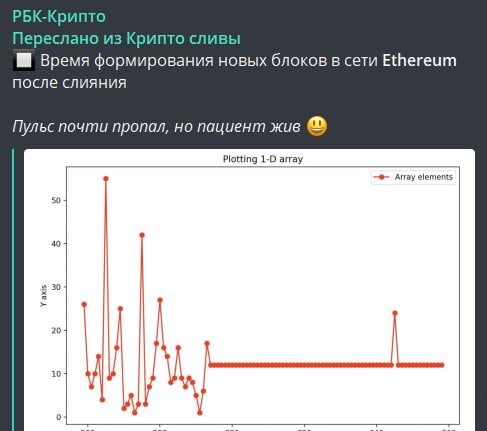 РБК-Крипто
Переслано из Крипто сливы
Время формирования новых блоков в сети Ethereum
после слияния
Пульс почти пропал, но пациент жив 😃
Plotting 1-D array
Array elements
50
40
30
20
10
0
Y axis